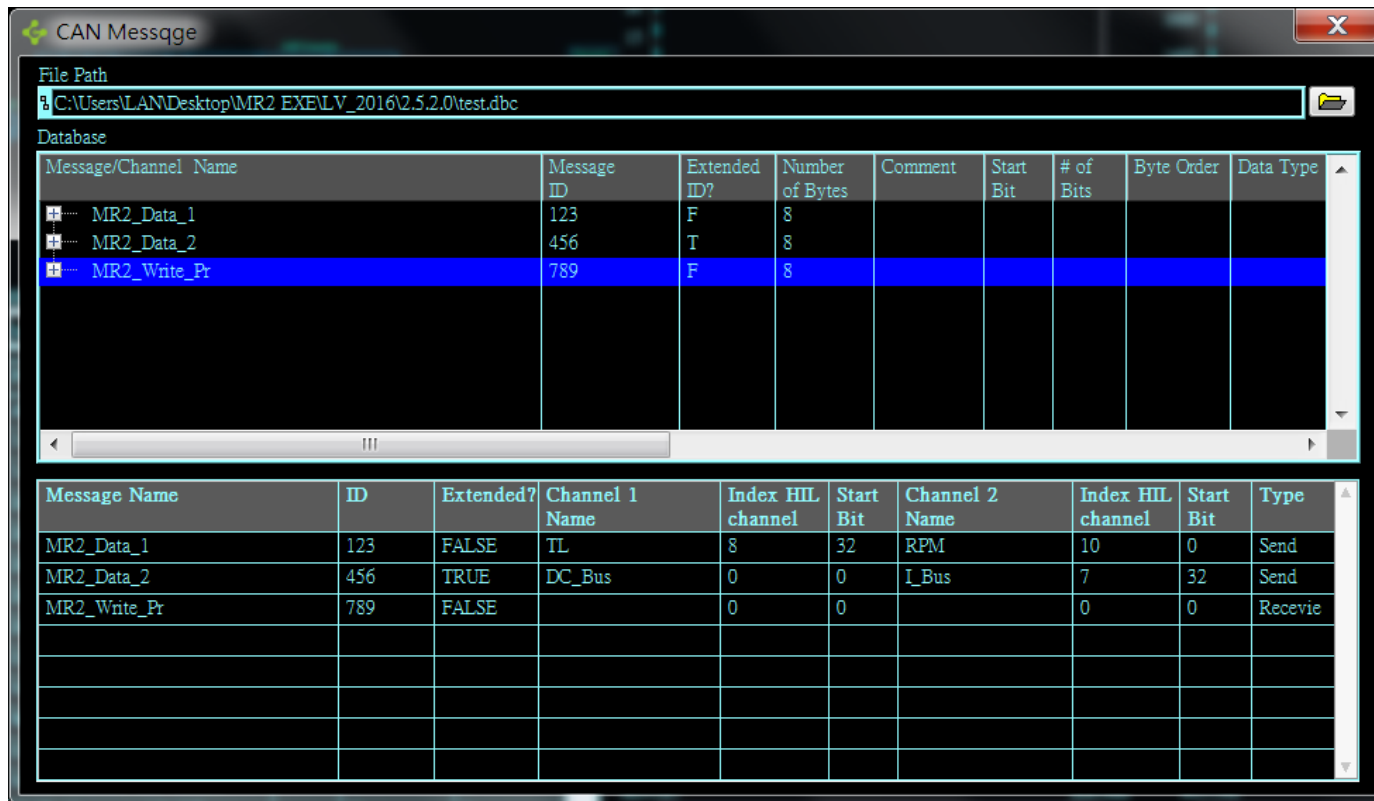 CAN Messqge
File Path
C:\Users\LAN\Desktop\MR2 EXE\LV_2016\2.5.2.0\test.dbc
Database
Message/Channel Name Message ID Extended ID? Number of Bytes Comment Start Bit # of Bits Byte Order Data Type
MR2_Data_1 123 F 8
MR2_Data_2 456 T 8
MR2_Write_Pr 789 F 8
Message Name ID Extended? Channel 1 Name Index HIL channel Start Bit Channel 2 Name Index HIL channel Start Bit Type
MR2_Data_1 123 FALSE TL 8 32 RPM 10 0 Send
MR2_Data_2 456 TRUE DC_Bus 0 0 I_Bus 7 32 Send
MR2_Write_Pr 789 FALSE 0 0 0 0 Recevie